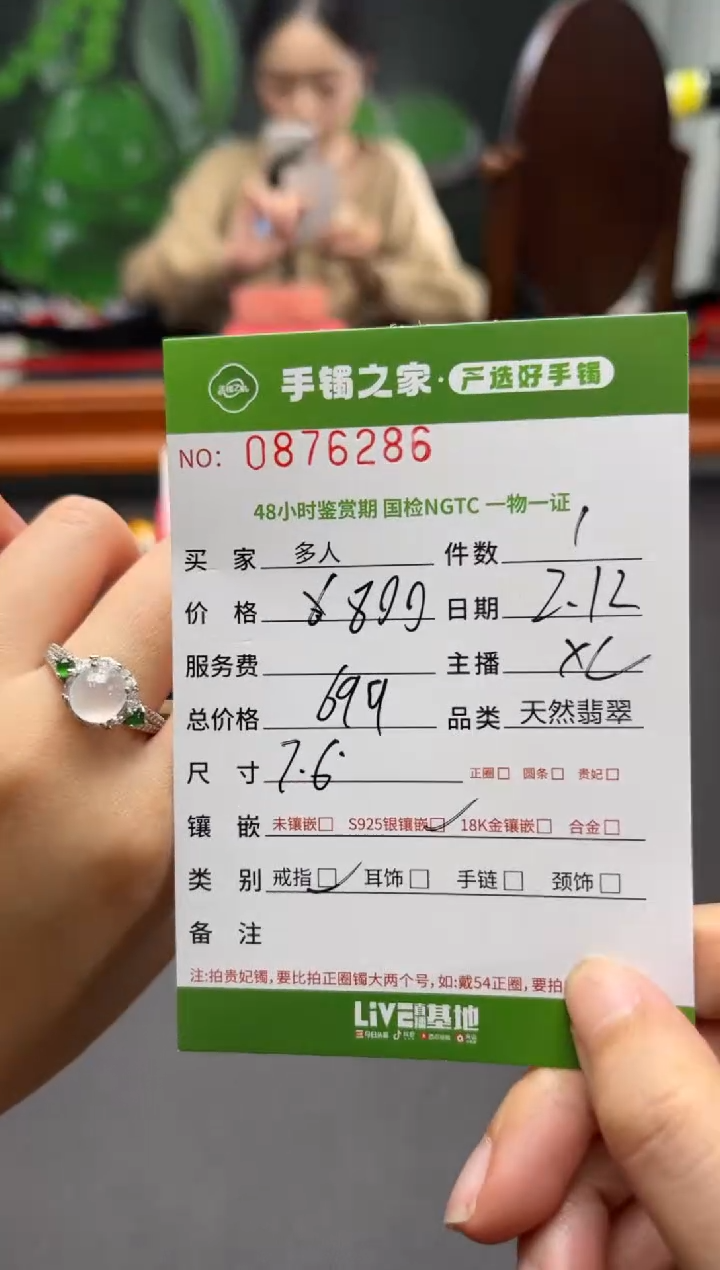 手镯之家·严选好手镯
NO: 0876286
48小时鉴赏期 国检NGTC 一物一证
买家 多人 件数 1
价格 ¥899 日期 2.12
服务费 主播 XC
总价格 699 品类 天然翡翠
尺寸 7.6 正圈□ 圆条□ 贵妃□
镶嵌 未镶嵌□ S925银镶嵌☑ 18K金镶嵌□ 合金□
类别 戒指☑ 耳饰□ 手链□ 颈饰□
备注
注:拍贵妃镯,要比拍正圈镯大两个号,如:戴54正圈,要拍
LIVE直播基地